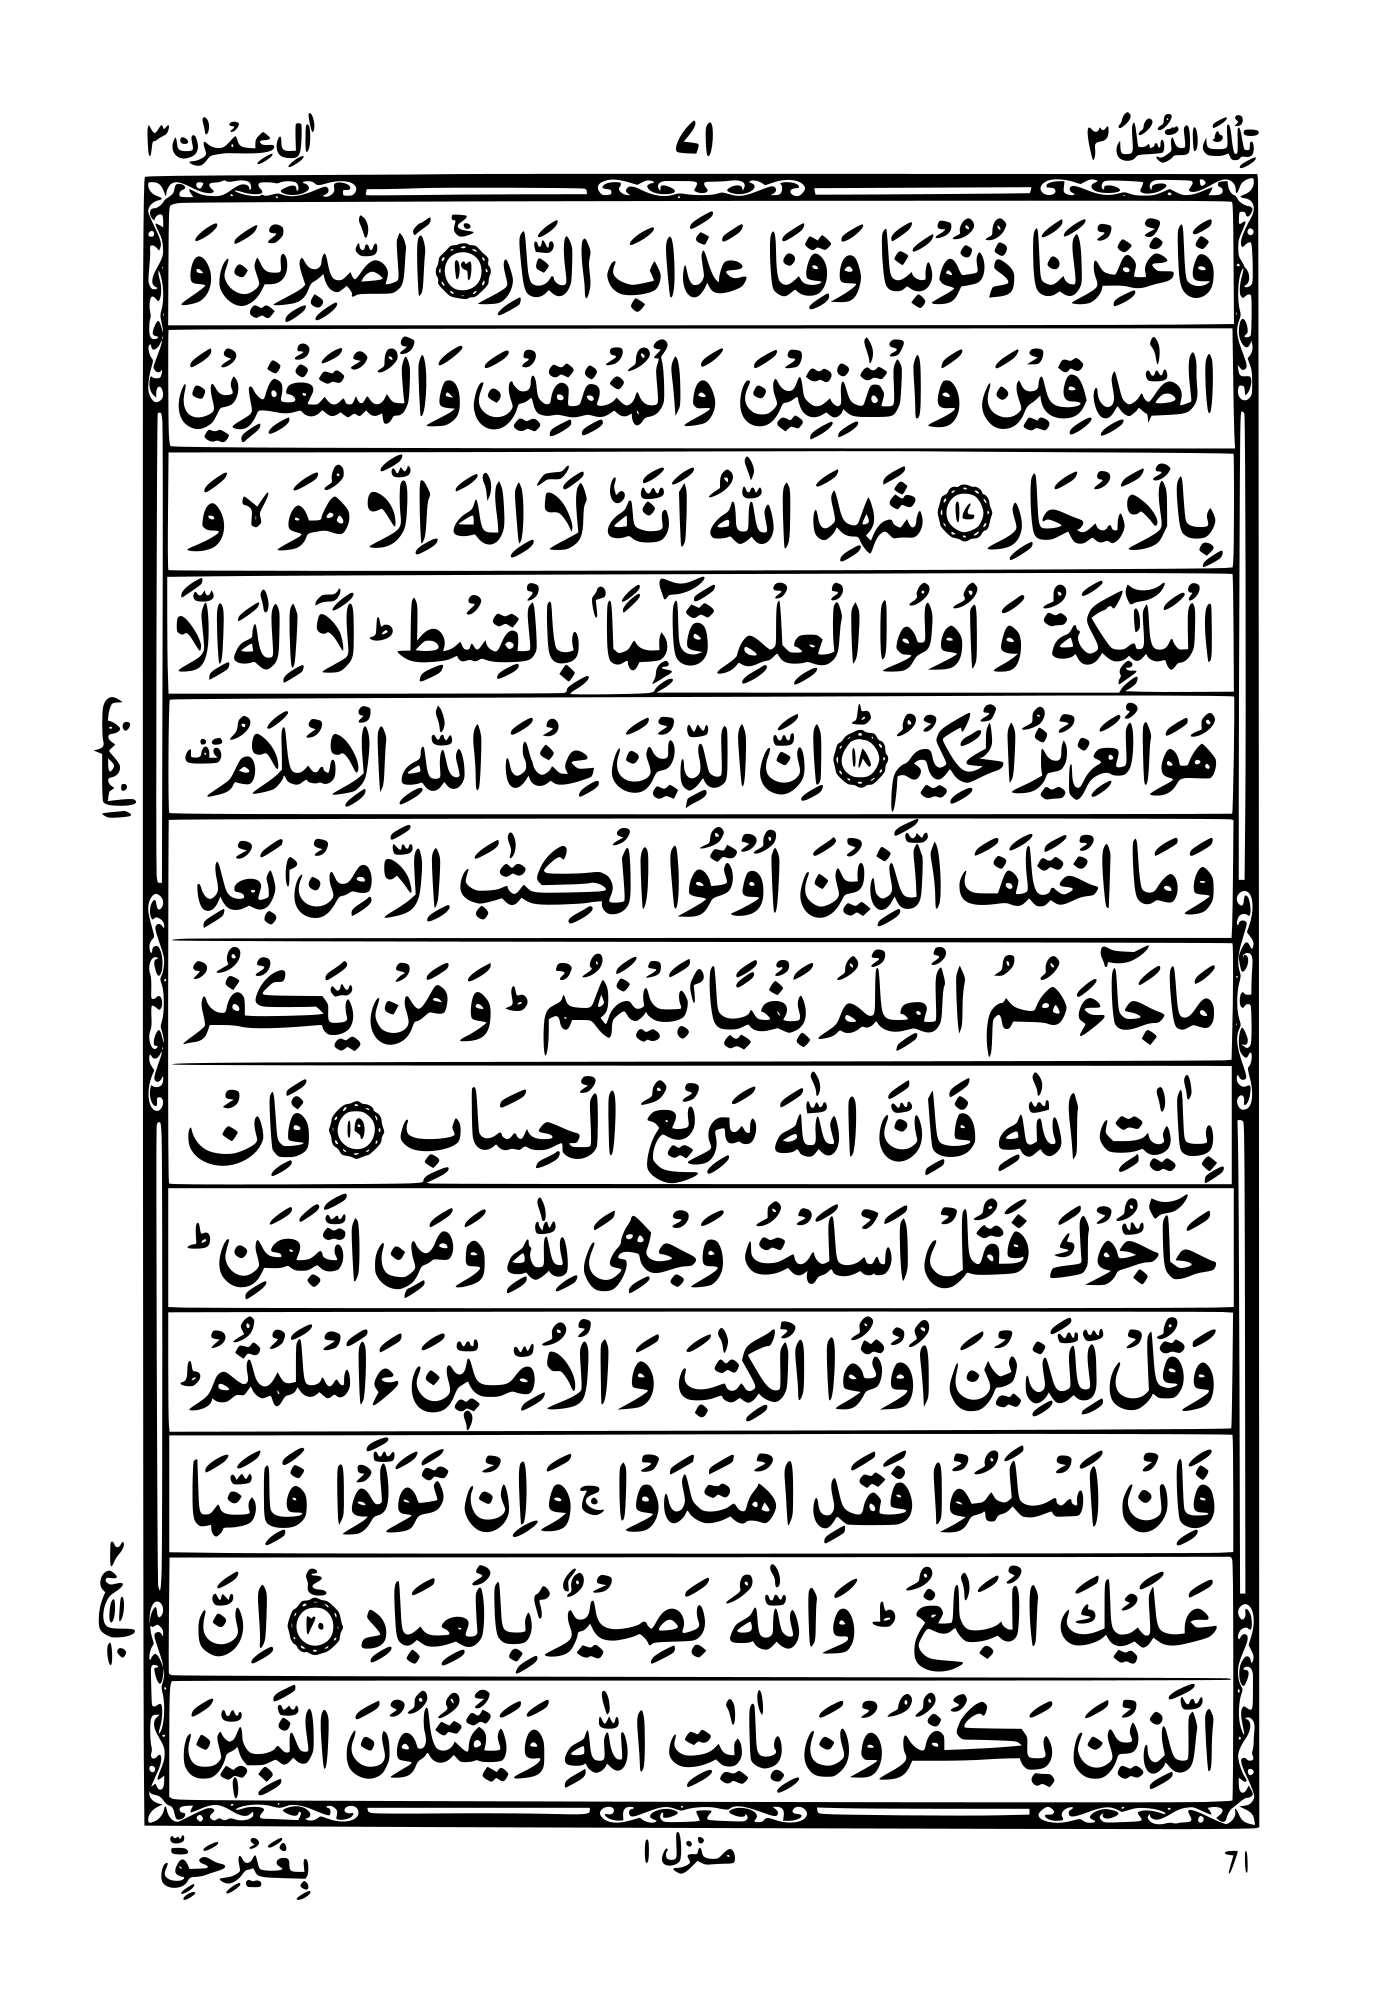 تِلْكَ الرُّسُلُ ٣
٧١
اٰلِ عِمْرٰن ٣
فَاغْفِرْلَنَا ذُنُوْبَنَا وَقِنَا عَذَابَ النَّارِ ۚ﴿١٦﴾ اَلصّٰبِرِيْنَ وَ
الصّٰدِقِيْنَ وَ الْقٰنِتِيْنَ وَالْمُنْفِقِيْنَ وَالْمُسْتَغْفِرِيْنَ
بِالْاَسْحَارِ ﴿١٧﴾ شَهِدَ اللّٰهُ اَنَّهٗ لَآ اِلٰهَ اِلَّا هُوَ ۙ وَ
الْمَلٰٓئِكَةُ وَ اُولُوا الْعِلْمِ قَآئِمًا ۢ بِالْقِسْطِ ؕ لَآ اِلٰهَ اِلَّا
هُوَالْعَزِيْزُ الْحَكِيْمُ ؕ﴿١٨﴾ اِنَّ الدِّيْنَ عِنْدَ اللّٰهِ الْاِسْلَامُ قف
النصف
وَ مَا اخْتَلَفَ الَّذِيْنَ اُوْتُوا الْكِتٰبَ اِلَّا مِنْۢ بَعْدِ
مَاجَآءَ هُمُ الْعِلْمُ بَغْيًا ۢ بَيْنَهُمْ ؕ وَ مَنْ يَّكْفُرْ
بِاٰيٰتِ اللّٰهِ فَاِنَّ اللّٰهَ سَرِيْعُ الْحِسَابِ ﴿١٩﴾ فَاِنْ
حَآجُّوْكَ فَقُلْ اَسْلَمْتُ وَجْهِيَ لِلّٰهِ وَمَنِ اتَّبَعَنِ ؕ
وَقُلْ لِّلَّذِيْنَ اُوْتُوا الْكِتٰبَ وَ الْاُمِّيّٖنَ ءَاَسْلَمْتُمْ ؕ
فَاِنْ اَسْلَمُوْا فَقَدِ اهْتَدَوْا ۚ وَاِنْ تَوَلَّوْا فَاِنَّمَا
عَلَيْكَ الْبَلٰغُ ؕ وَاللّٰهُ بَصِيْرٌۢ بِالْعِبَادِ ﴿٢٠﴾ع اِنَّ
الَّذِيْنَ يَكْفُرُوْنَ بِاٰيٰتِ اللّٰهِ وَيَقْتُلُوْنَ النَّبِيّٖنَ
بِغَيْرِحَقٍّ
منزل ١
٦١